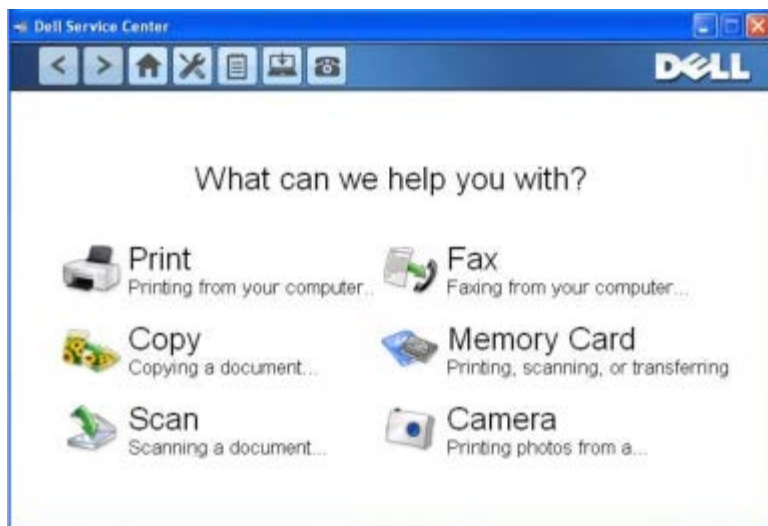 Dell Service Center
DELL
What can we help you with?
Print
Printing from your computer..
Fax
Faxing from your computer...
Copy
Copying a document...
Memory Card
Printing, scanning, or transferring
Scan
Scanning a document...
Camera
Printing photos from a...